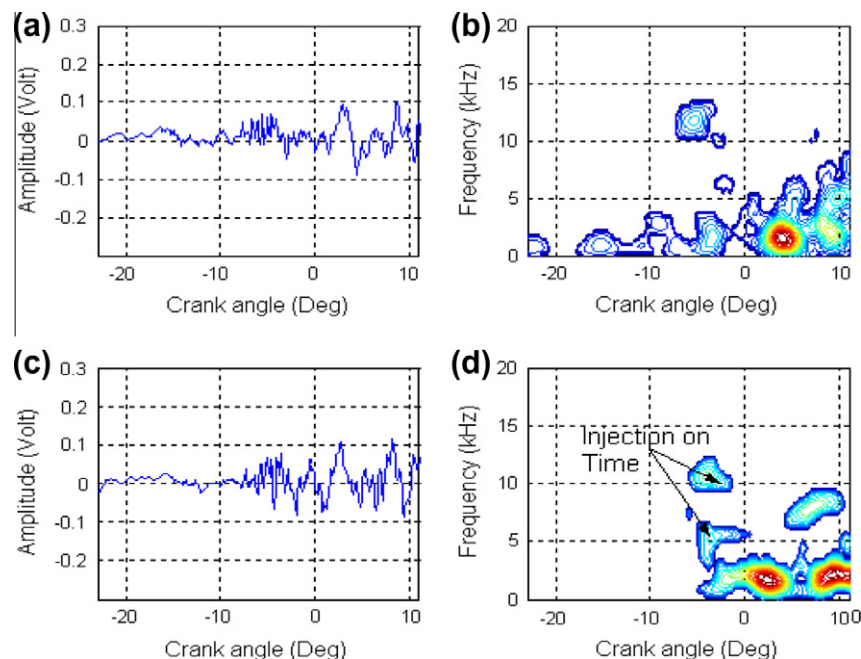 (a)
0.3
0.2
0.1
0
-0.1
-0.2
Amplitude (Volt)
-20 -10 0 10
Crank angle (Deg)
(b)
20
15
10
5
0
Frequency (kHz)
-20 -10 0 10
Crank angle (Deg)
(c)
0.3
0.2
0.1
0
-0.1
-0.2
Amplitude (Volt)
-20 -10 0 10
Crank angle (Deg)
(d)
20
15
10
5
0
Frequency (kHz)
Injection on
Time
-20 -10 0 100
Crank angle (Deg)